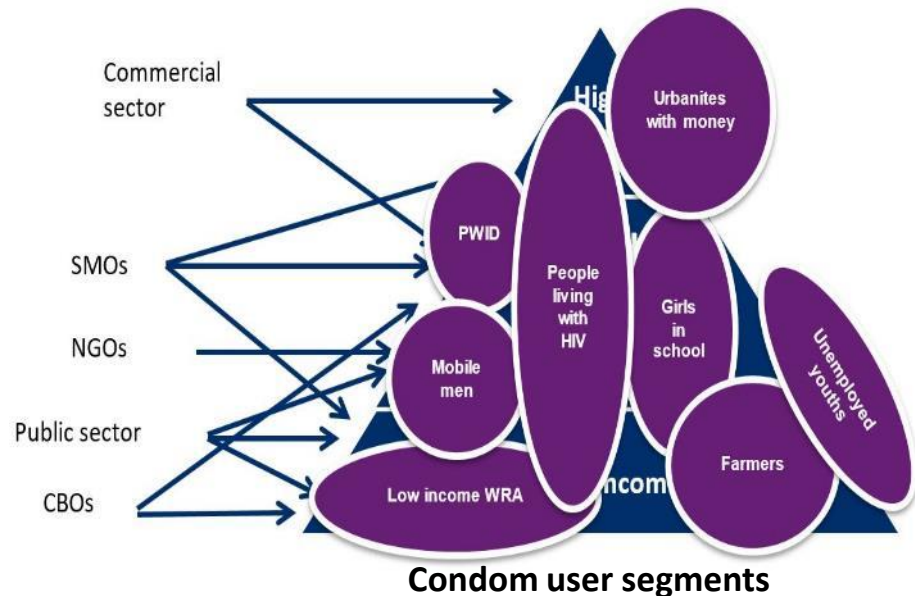 Commercial
sector
SMOs
NGOs
Public sector
CBOs
Urbanites
with money
PWID
People
living
with
HIV
Girls
in
school
Unemployed
youths
Mobile
men
Farmers
Low income WRA
Condom user segments